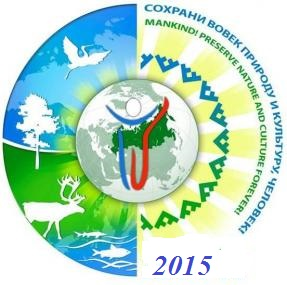 СОХРАНИ ВОВЕК ПРИРОДУ И КУЛЬТУРУ, ЧЕЛОВЕК!
MANKIND! PRESERVE NATURE AND CULTURE FOREVER!
2015